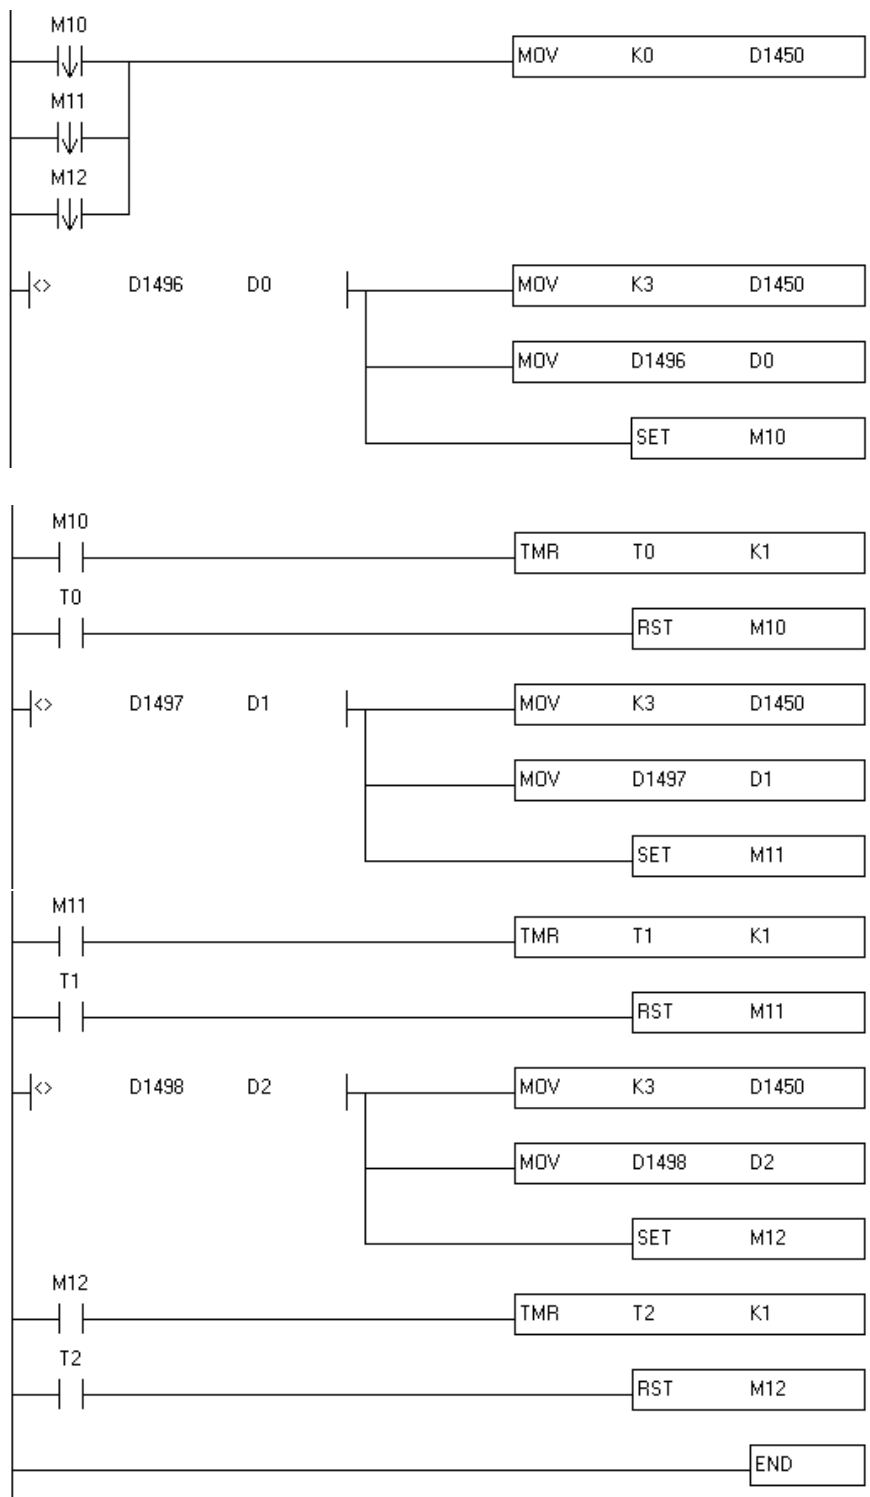 M10
MOV K0 D1450
M11
M12
<> D1496 D0 MOV K3 D1450
MOV D1496 D0
SET M10
M10
TMR T0 K1
T0
RST M10
<> D1497 D1 MOV K3 D1450
MOV D1497 D1
SET M11
M11
TMR T1 K1
T1
RST M11
<> D1498 D2 MOV K3 D1450
MOV D1498 D2
SET M12
M12
TMR T2 K1
T2
RST M12
END